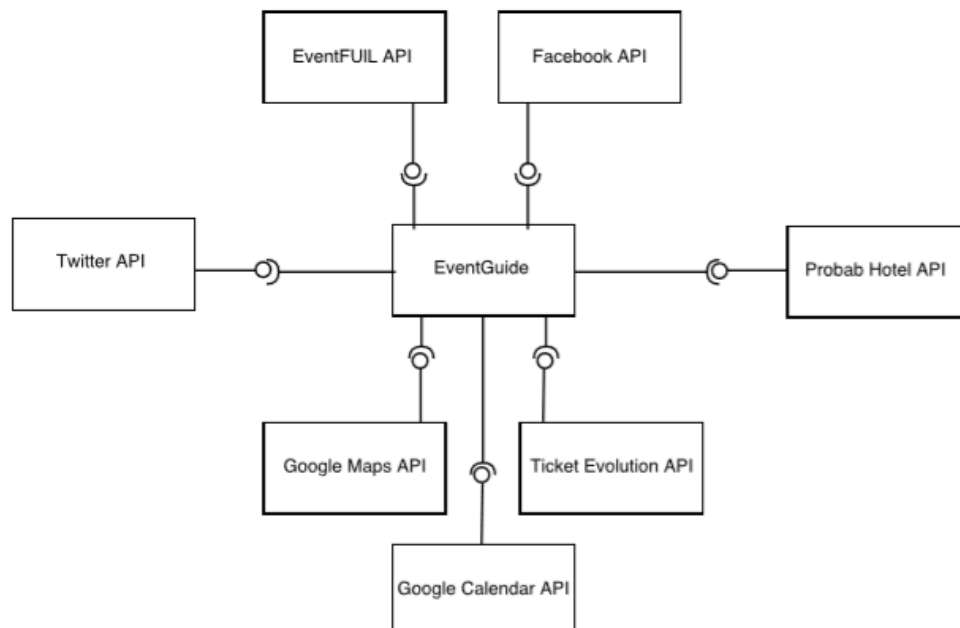 EventFUIL API
Facebook API
Twitter API
EventGuide
Probab Hotel API
Google Maps API
Ticket Evolution API
Google Calendar API